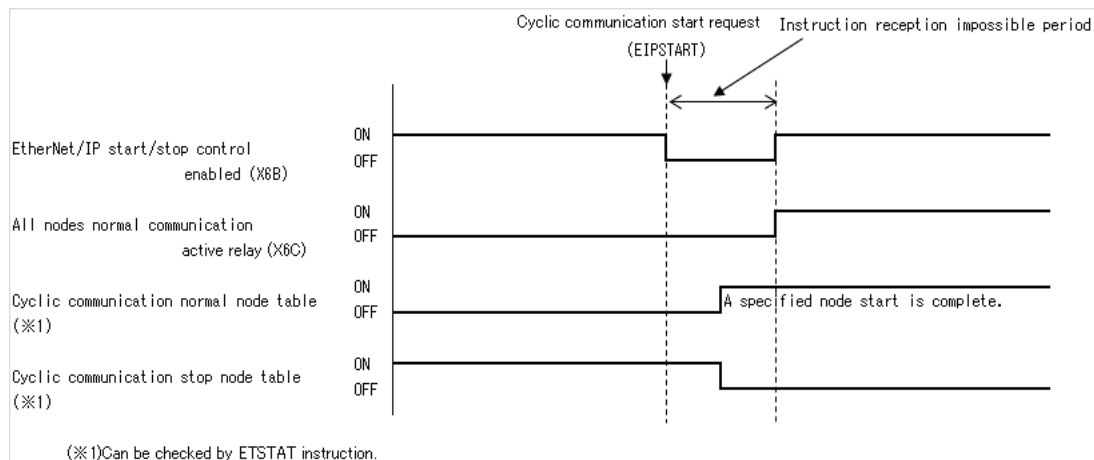 Cyclic communication start request
(EIPSTART)
Instruction reception impossible period
EtherNet/IP start/stop control
enabled (X6B)
ON
OFF
All nodes normal communication
active relay (X6C)
ON
OFF
Cyclic communication normal node table
(※1)
ON
OFF
A specified node start is complete.
Cyclic communication stop node table
(※1)
ON
OFF
(※1)Can be checked by ETSTAT instruction.